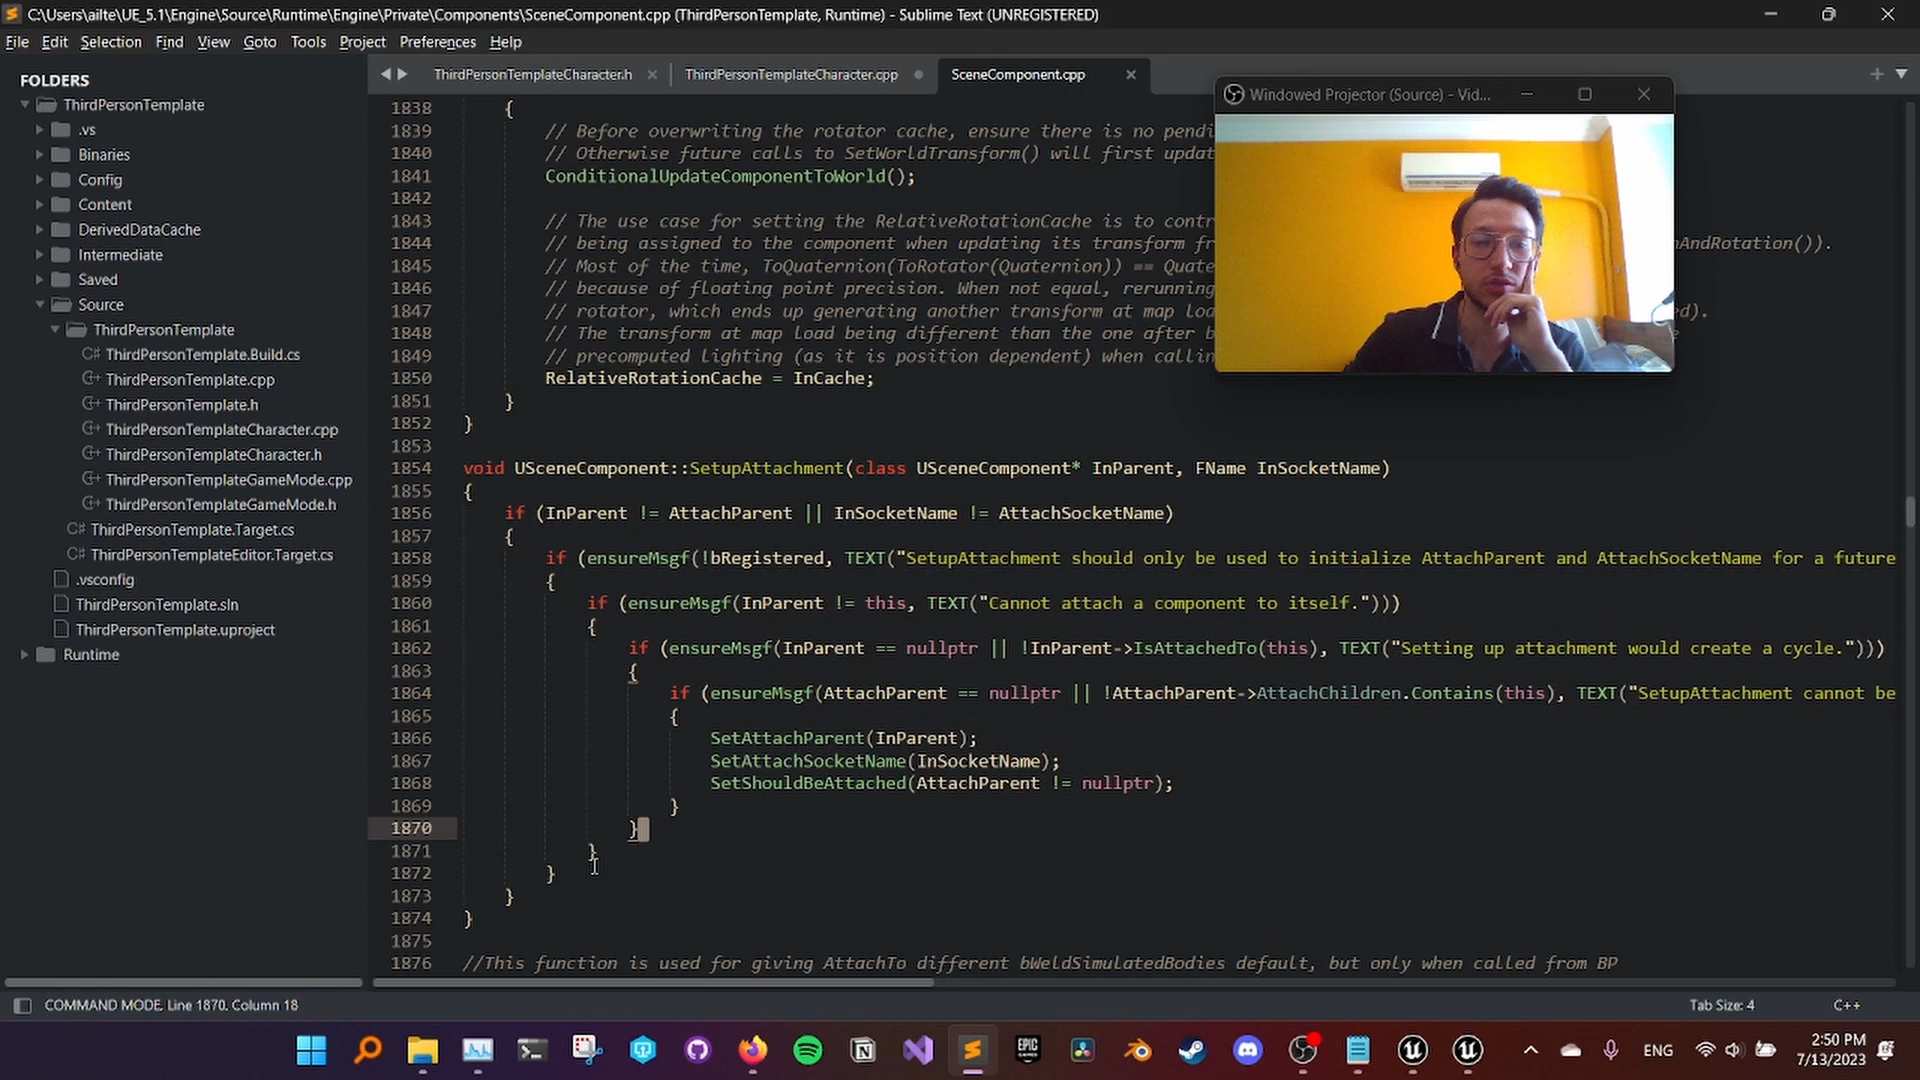 C:\Users\ailte\UE_5.1\Engine\Source\Runtime\Engine\Private\Components\SceneComponent.cpp (ThirdPersonTemplate, Runtime) - Sublime Text (UNREGISTERED)
File Edit Selection Find View Goto Tools Project Preferences Help
FOLDERS
ThirdPersonTemplate
.vs
Binaries
Config
Content
DerivedDataCache
Intermediate
Saved
Source
ThirdPersonTemplate
C# ThirdPersonTemplate.Build.cs
ThirdPersonTemplate.cpp
ThirdPersonTemplate.h
ThirdPersonTemplateCharacter.cpp
ThirdPersonTemplateCharacter.h
ThirdPersonTemplateGameMode.cpp
ThirdPersonTemplateGameMode.h
C# ThirdPersonTemplate.Target.cs
C# ThirdPersonTemplateEditor.Target.cs
.vsconfig
ThirdPersonTemplate.sln
ThirdPersonTemplate.uproject
Runtime
ThirdPersonTemplateCharacter.h ThirdPersonTemplateCharacter.cpp SceneComponent.cpp
Windowed Projector (Source) - Vid...
1838 {
1839 // Before overwriting the rotator cache, ensure there is no pendi
1840 // Otherwise future calls to SetWorldTransform() will first updat
1841 ConditionalUpdateComponentToWorld();
1842
1843 // The use case for setting the RelativeRotationCache is to contr
1844 // being assigned to the component when updating its transform fr nAndRotation()).
1845 // Most of the time, ToQuaternion(ToRotator(Quaternion)) == Quate
1846 // because of floating point precision. When not equal, rerunning
1847 // rotator, which ends up generating another transform at map loa d).
1848 // The transform at map load being different than the one after b
1849 // precomputed lighting (as it is position dependent) when callin
1850 RelativeRotationCache = InCache;
1851 }
1852 }
1853
1854 void USceneComponent::SetupAttachment(class USceneComponent* InParent, FName InSocketName)
1855 {
1856 if (InParent != AttachParent || InSocketName != AttachSocketName)
1857 {
1858 if (ensureMsgf(!bRegistered, TEXT("SetupAttachment should only be used to initialize AttachParent and AttachSocketName for a future
1859 {
1860 if (ensureMsgf(InParent != this, TEXT("Cannot attach a component to itself.")))
1861 {
1862 if (ensureMsgf(InParent == nullptr || !InParent->IsAttachedTo(this), TEXT("Setting up attachment would create a cycle.")))
1863 {
1864 if (ensureMsgf(AttachParent == nullptr || !AttachParent->AttachChildren.Contains(this), TEXT("SetupAttachment cannot be
1865 {
1866 SetAttachParent(InParent);
1867 SetAttachSocketName(InSocketName);
1868 SetShouldBeAttached(AttachParent != nullptr);
1869 }
1870 }
1871 }
1872 }
1873 }
1874 }
1875
1876 //This function is used for giving AttachTo different bWeldSimulatedBodies default, but only when called from BP
COMMAND MODE, Line 1870, Column 18 Tab Size: 4 C++
EPIC
ENG
2:50 PM
7/13/2023